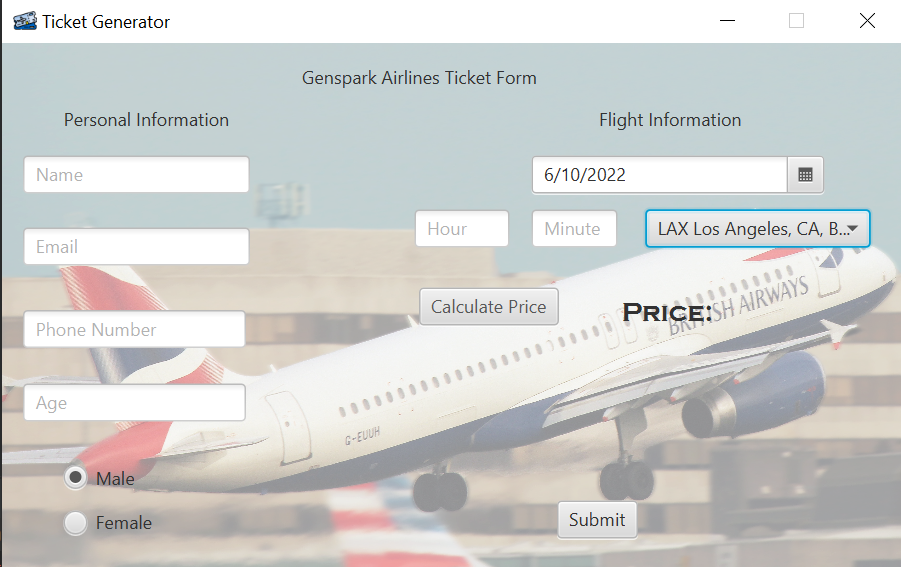 Ticket Generator
Genspark Airlines Ticket Form
Personal Information
Flight Information
Name
6/10/2022
Email
Hour
Minute
LAX Los Angeles, CA, B...
Calculate Price
Price:
BRITISH AIRWAYS
Phone Number
Age
G-EUUH
Male
Female
Submit